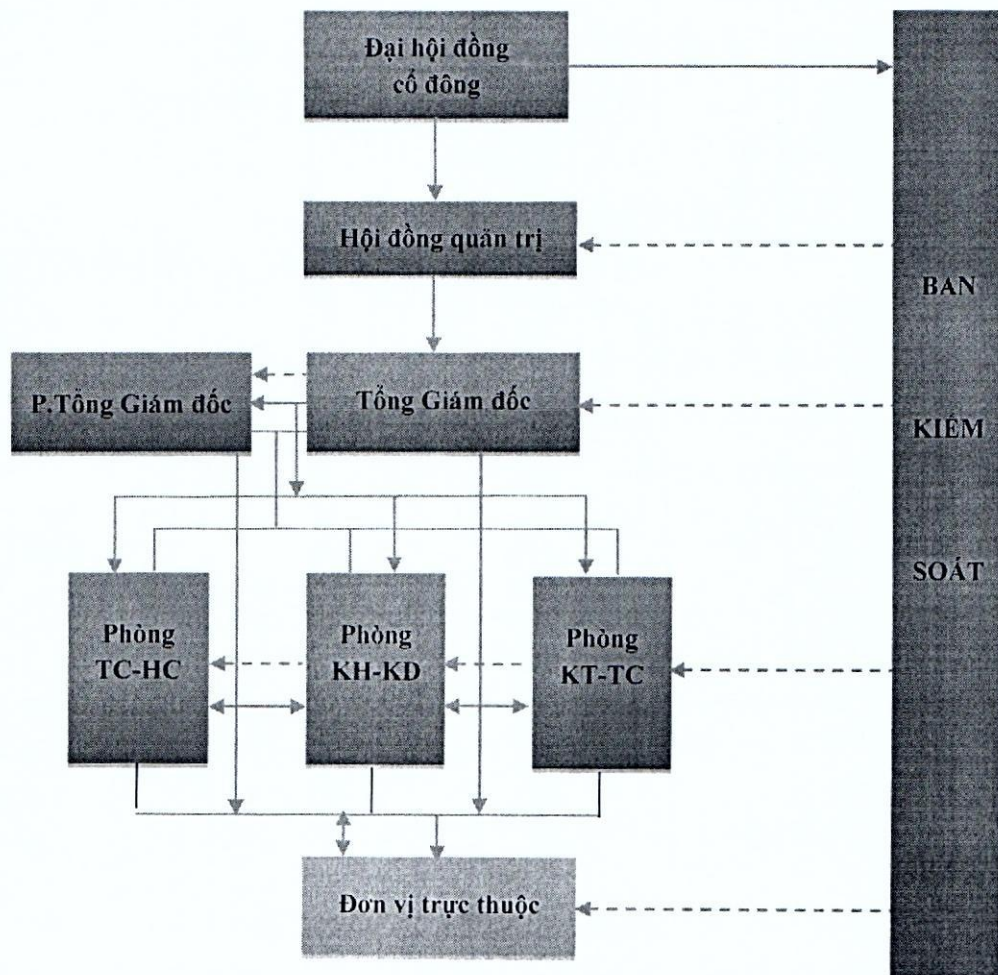 Đại hội đồng
cổ đông
Hội đồng quản trị
BAN
P.Tổng Giám đốc
Tổng Giám đốc
KIỂM
SOÁT
Phòng
TC-HC
Phòng
KH-KD
Phòng
KT-TC
Đơn vị trực thuộc